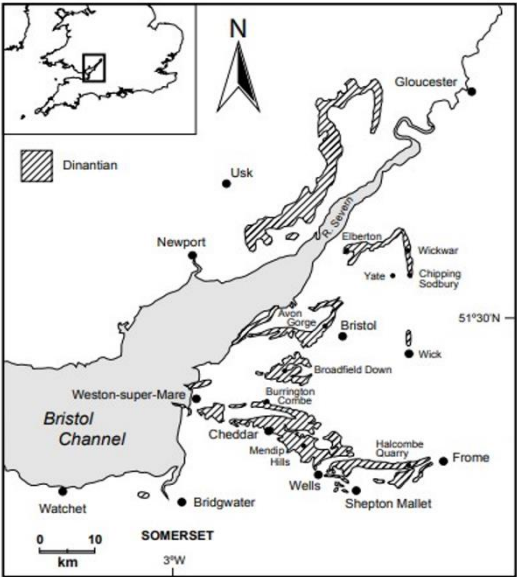 N
Gloucester
Dinantian
Usk
R. Severn
Newport
Elberton
Wickwar
Yate
Chipping
Sodbury
51°30'N
Avon
Gorge
Bristol
Wick
Broadfield Down
Weston-super-Mare
Burrington
Combe
Bristol
Channel
Cheddar
Mendip
Hills
Halcombe
Quarry
Frome
Wells
Shepton Mallet
Watchet
Bridgwater
SOMERSET
0 10
km
3°W